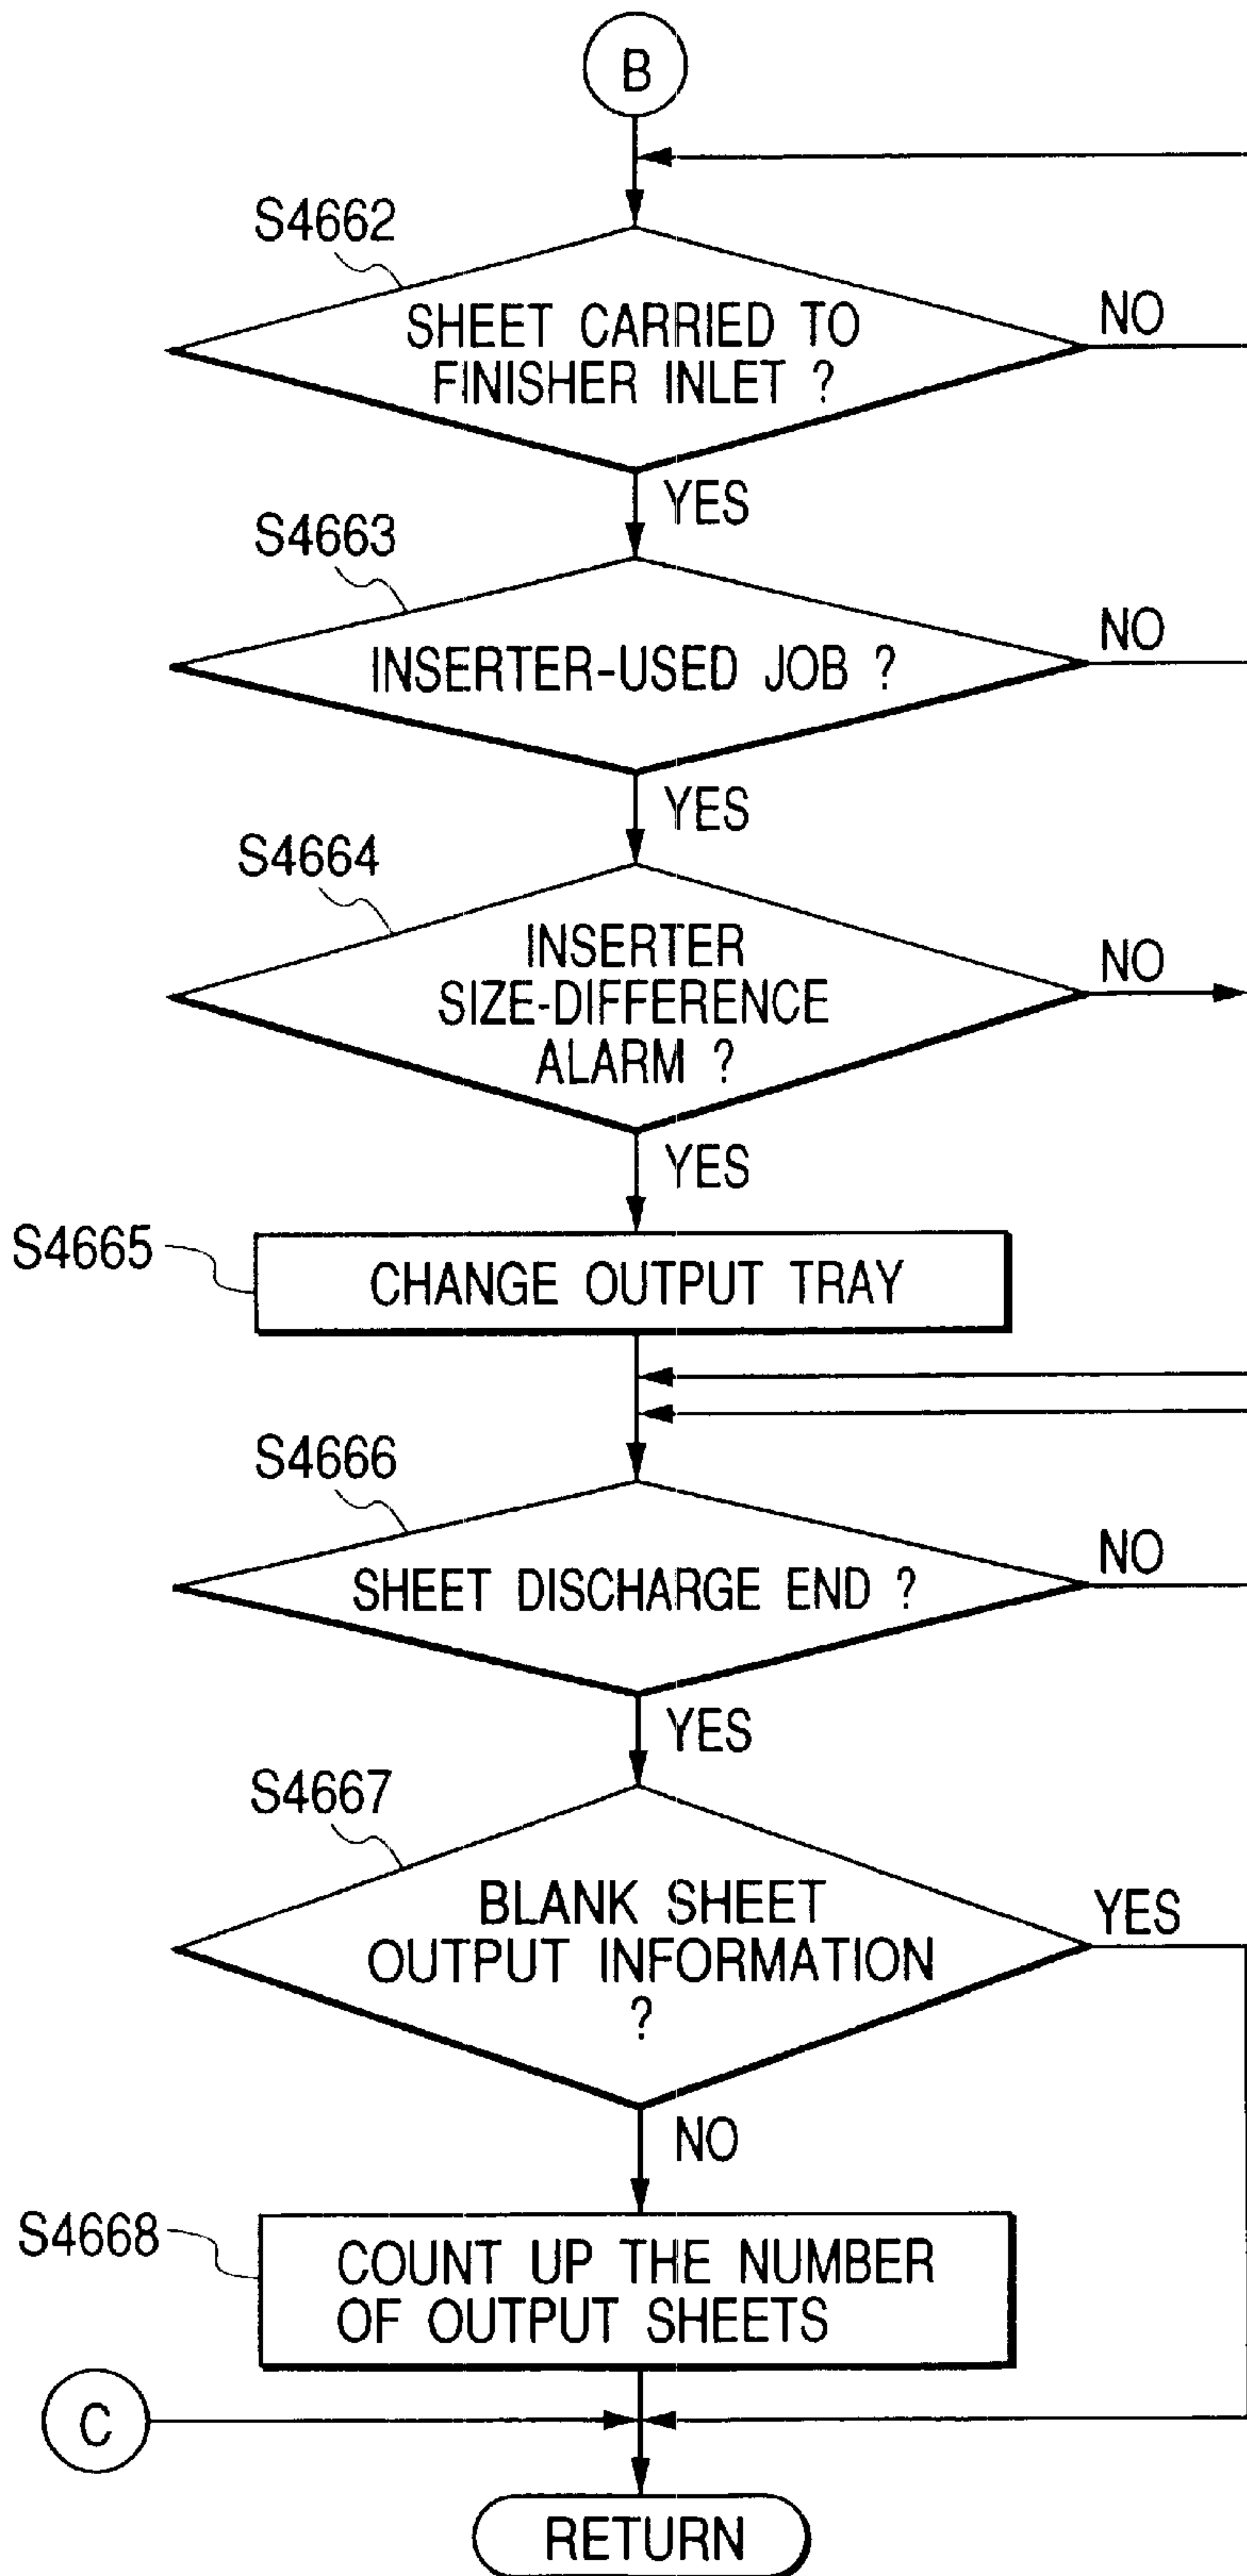 B
S4662
SHEET CARRIED TO
FINISHER INLET ?
NO
YES
S4663
INSERTER-USED JOB ?
NO
YES
S4664
INSERTER
SIZE-DIFFERENCE
ALARM ?
NO
YES
S4665
CHANGE OUTPUT TRAY
S4666
SHEET DISCHARGE END ?
NO
YES
S4667
BLANK SHEET
OUTPUT INFORMATION
?
YES
NO
S4668
COUNT UP THE NUMBER
OF OUTPUT SHEETS
C
RETURN